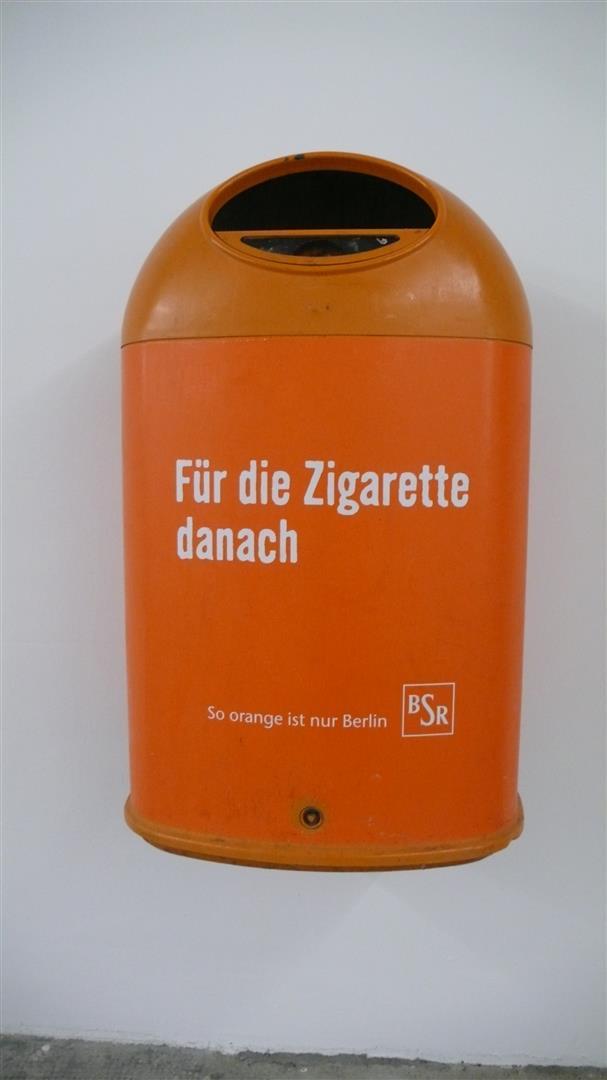 Für die Zigarette
danach
So orange ist nur Berlin
BSR